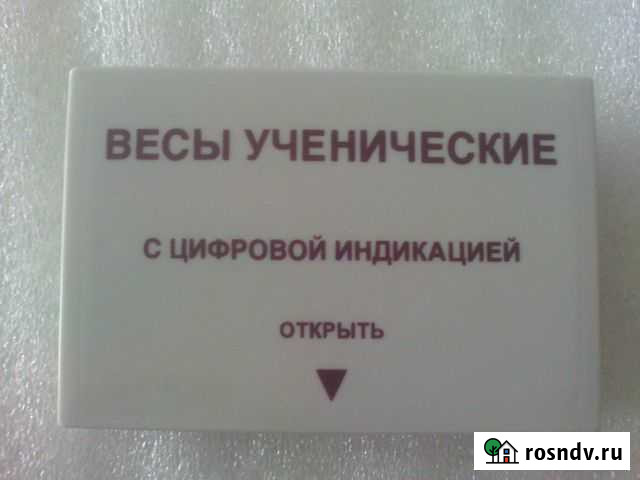 ВЕСЫ УЧЕНИЧЕСКИЕ
С ЦИФРОВОЙ ИНДИКАЦИЕЙ
ОТКРЫТЬ
rosndv.ru